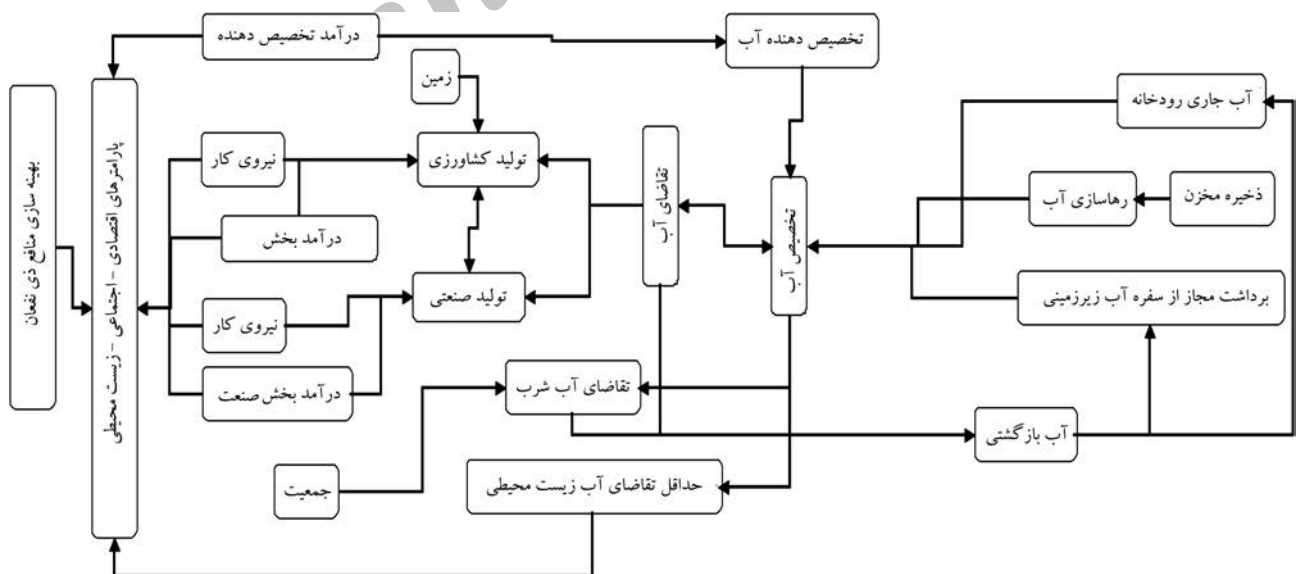 درآمد تخصیص دهنده
تخصیص دهنده آب
زمین
آب جاری رودخانه
نیروی کار
تولید کشاورزی
تقاضای آب
تخصیص آب
رهاسازی آب
ذخیره مخزن
درآمد بخش
بهینه سازی منافع ذی نفعان
پارامترهای اقتصادی - اجتماعی - زیست محیطی
تولید صنعتی
برداشت مجاز از سفره آب زیرزمینی
نیروی کار
درآمد بخش صنعت
تقاضای آب شرب
آب بازگشتی
جمعیت
حداقل تقاضای آب زیست محیطی